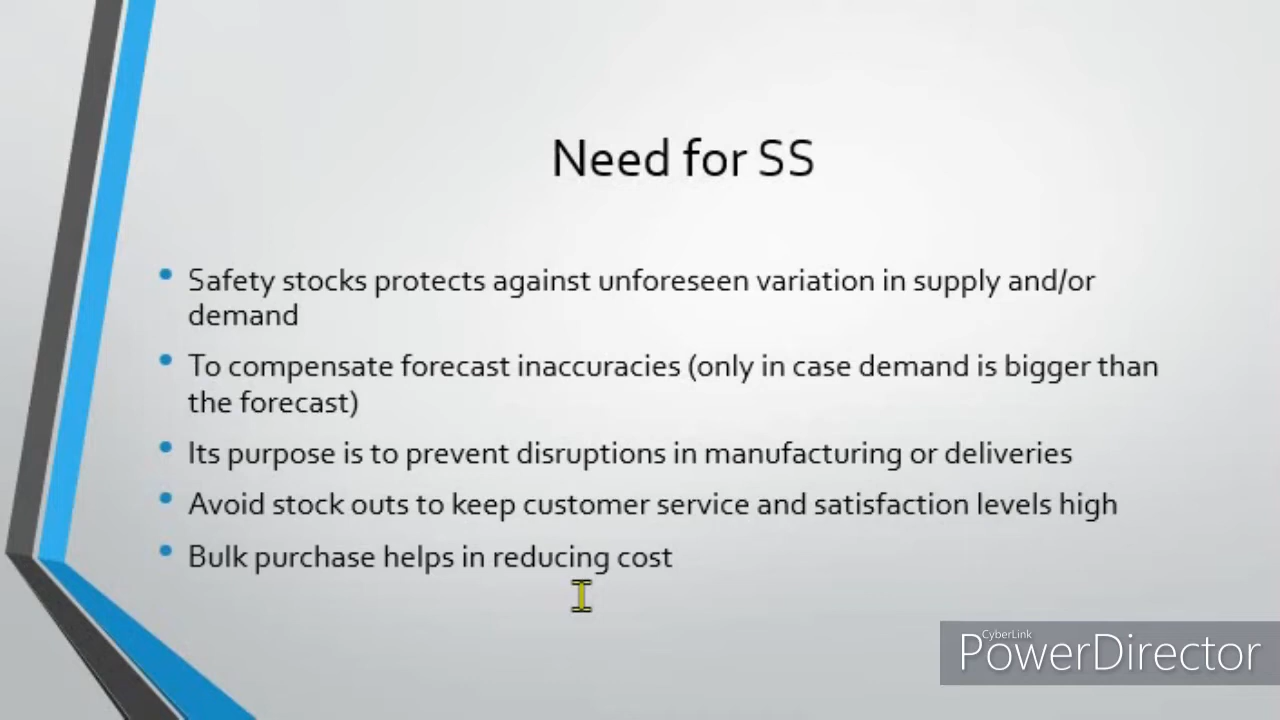 Need for SS
• Safety stocks protects against unforeseen variation in supply and/or
demand
• To compensate forecast inaccuracies (only in case demand is bigger than
the forecast)
• Its purpose is to prevent disruptions in manufacturing or deliveries
• Avoid stock outs to keep customer service and satisfaction levels high
• Bulk purchase helps in reducing cost
CyberLink
PowerDirector